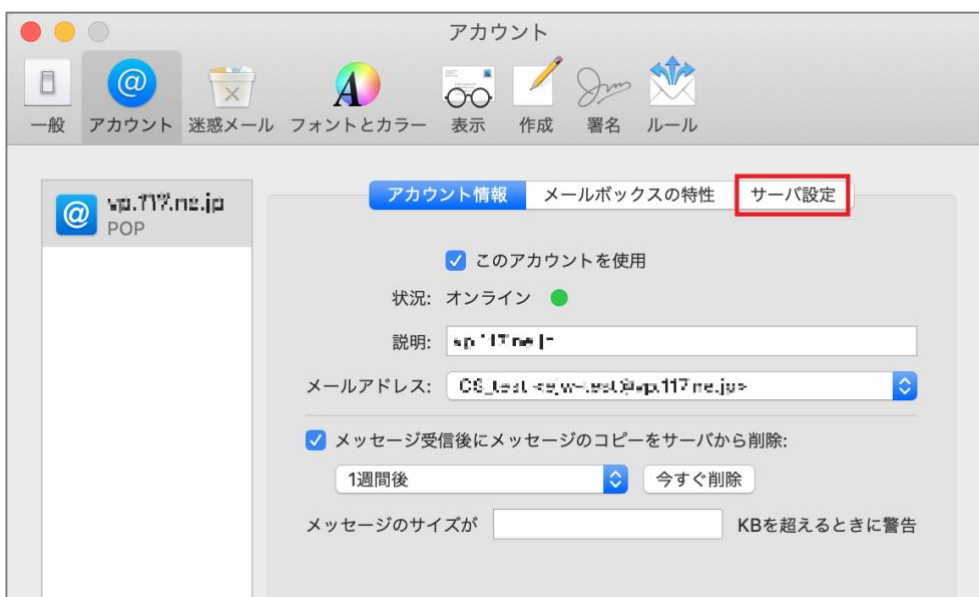 アカウント
一般 アカウント 迷惑メール フォントとカラー 表示 作成 署名 ルール
POP
アカウント情報 メールボックスの特性 サーバ設定
このアカウントを使用
状況: オンライン
説明:
メールアドレス:
メッセージ受信後にメッセージのコピーをサーバから削除:
1週間後 今すぐ削除
メッセージのサイズが KBを超えるときに警告